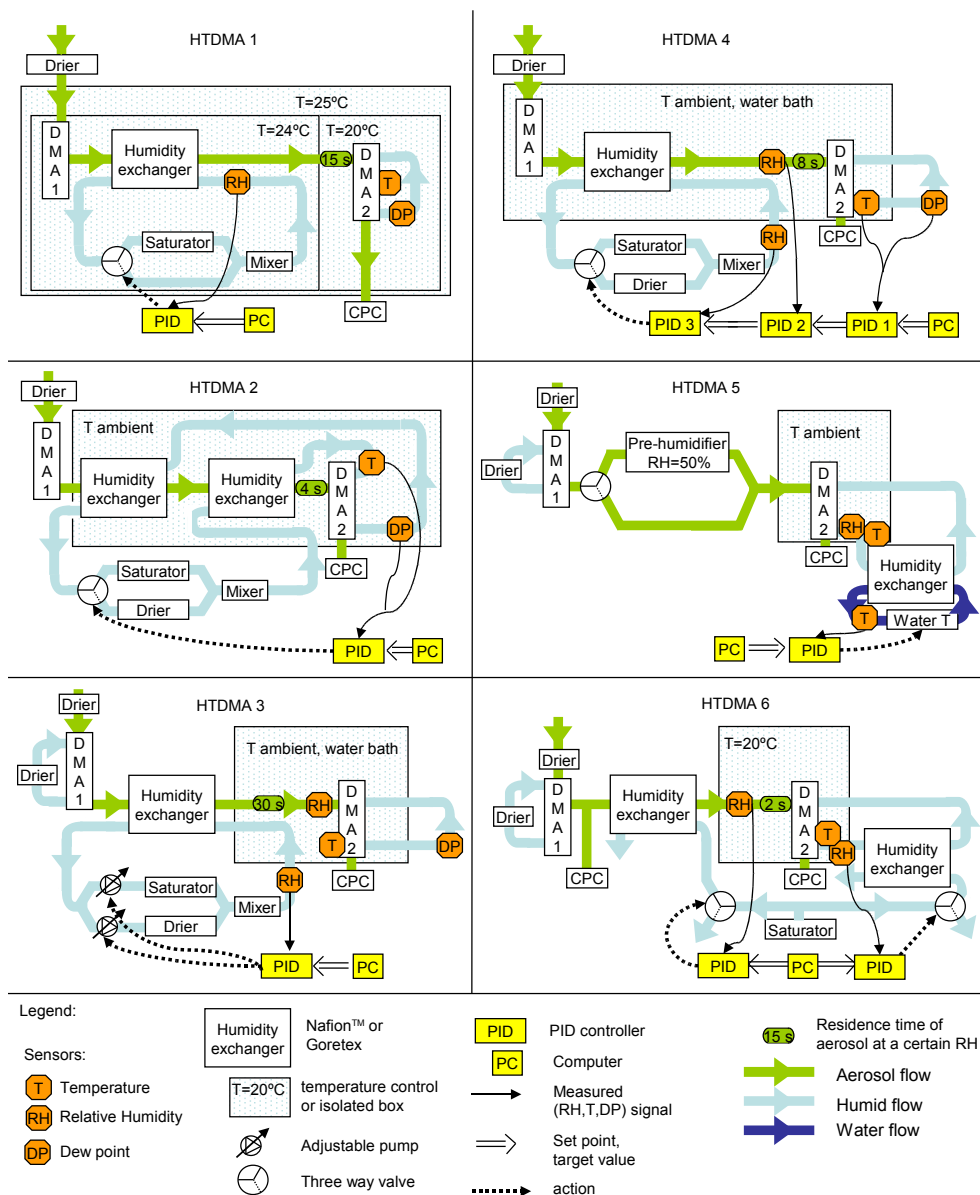 HTDMA 1
Drier
T=25ºC
T=24ºC
T=20ºC
D
M
A
1
Humidity
exchanger
15 s
D
M
A
2
RH
T
DP
Saturator
Mixer
PID
PC
CPC
HTDMA 4
Drier
T ambient, water bath
D
M
A
1
Humidity
exchanger
RH
8 s
D
M
A
2
T
DP
CPC
RH
Saturator
Mixer
Drier
PID 3
PID 2
PID 1
PC
HTDMA 2
Drier
T ambient
D
M
A
1
Humidity
exchanger
Humidity
exchanger
4 s
D
M
A
2
T
DP
CPC
Saturator
Mixer
Drier
PID
PC
HTDMA 5
Drier
D
M
A
1
Drier
Pre-humidifier
RH=50%
T ambient
D
M
A
2
RH
T
CPC
Humidity
exchanger
T
Water T
PC
PID
HTDMA 3
Drier
D
M
A
1
Drier
T ambient, water bath
Humidity
exchanger
30 s
RH
D
M
A
2
T
DP
CPC
RH
Saturator
Mixer
Drier
PID
PC
HTDMA 6
Drier
T=20ºC
D
M
A
1
Drier
Humidity
exchanger
RH
2 s
D
M
A
2
T
RH
CPC
Humidity
exchanger
CPC
Saturator
PID
PC
PID
Legend:
Sensors:
T
Temperature
RH
Relative Humidity
DP
Dew point
Humidity
exchanger
Nafion™ or
Goretex
T=20ºC
temperature control
or isolated box
Adjustable pump
Three way valve
PID
PID controller
PC
Computer
Measured
(RH,T,DP) signal
Set point,
target value
action
15 s
Residence time of
aerosol at a certain RH
Aerosol flow
Humid flow
Water flow